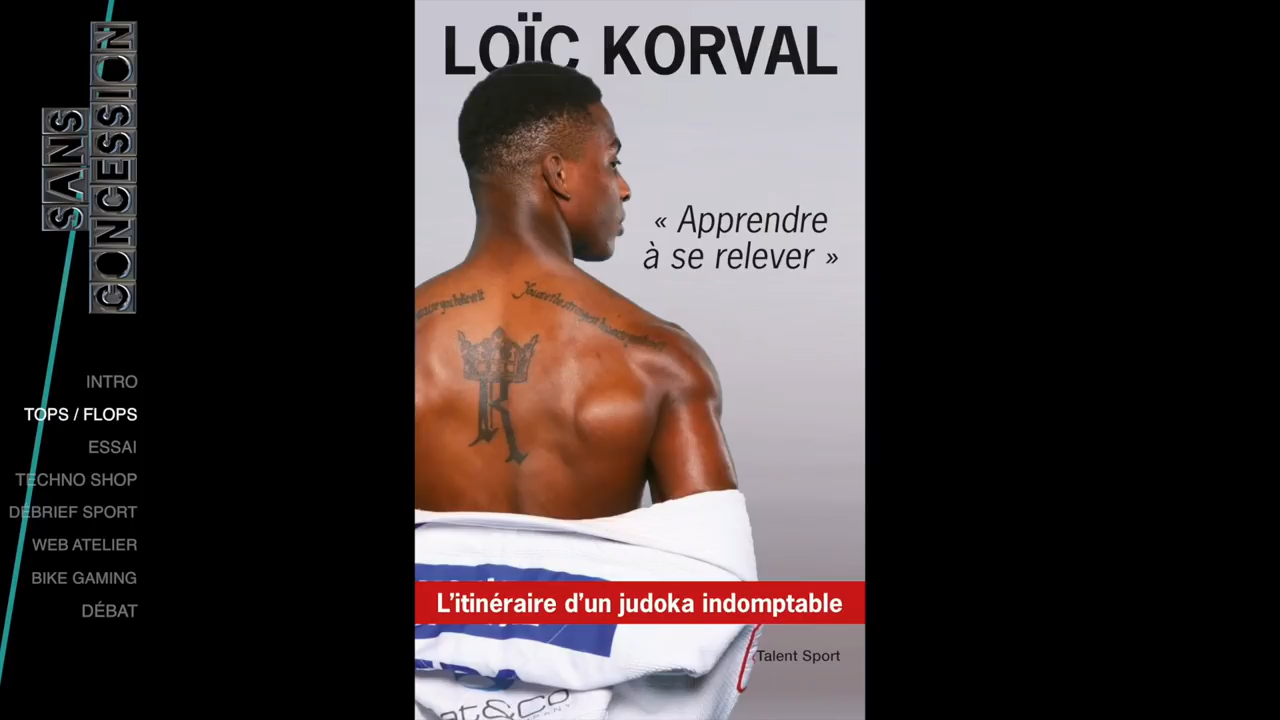 SANS
CONCESSION
INTRO
TOPS / FLOPS
ESSAI
TECHNO SHOP
DÉBRIEF SPORT
WEB ATELIER
BIKE GAMING
DÉBAT
LOÏC KORVAL
« Apprendre
à se relever »
L'itinéraire d'un judoka indomptable
Talent Sport